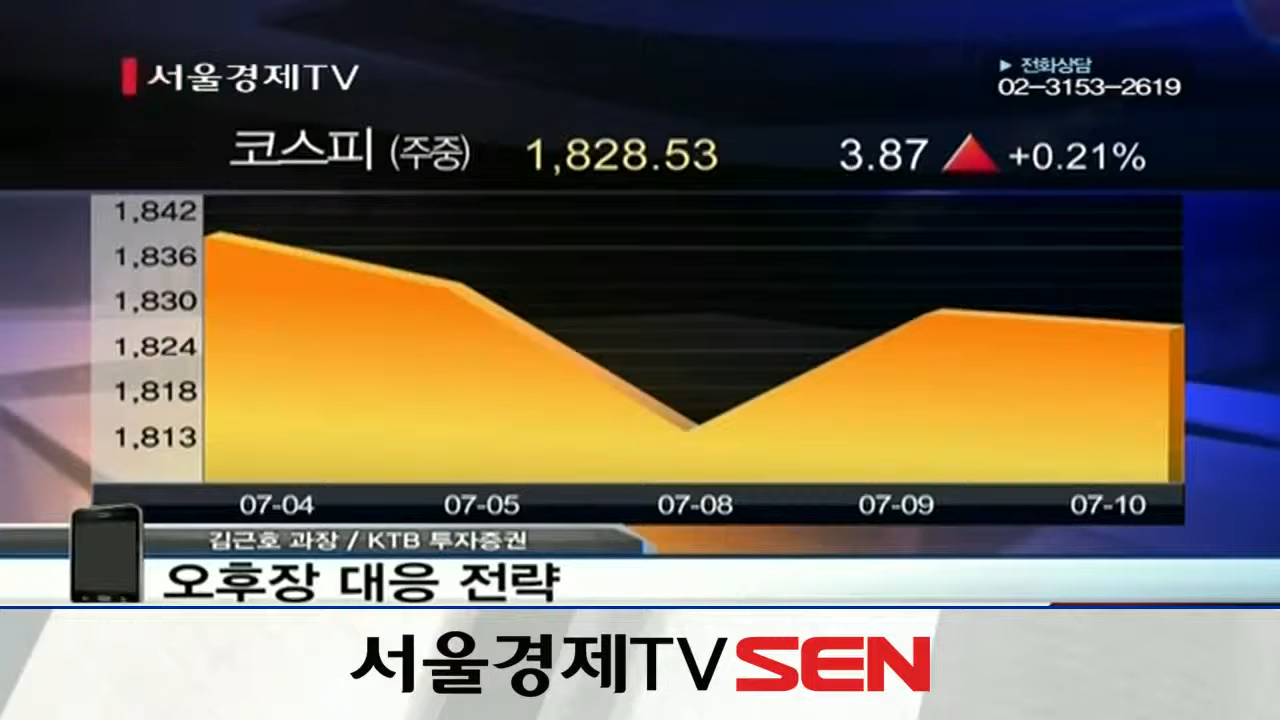 서울경제TV
▶ 전화상담
02-3153-2619
코스피 (주중) 1,828.53 3.87 ▲ +0.21%
1,842
1,836
1,830
1,824
1,818
1,813
07-04 07-05 07-08 07-09 07-10
김근호 과장 / KTB 투자증권
오후장 대응 전략
서울경제TV SEN